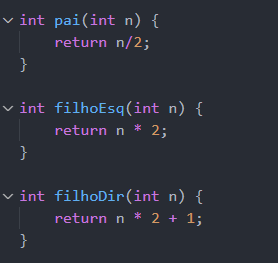 int pai(int n) {
    return n/2;
}
int filhoEsq(int n) {
    return n * 2;
}
int filhoDir(int n) {
    return n * 2 + 1;
}